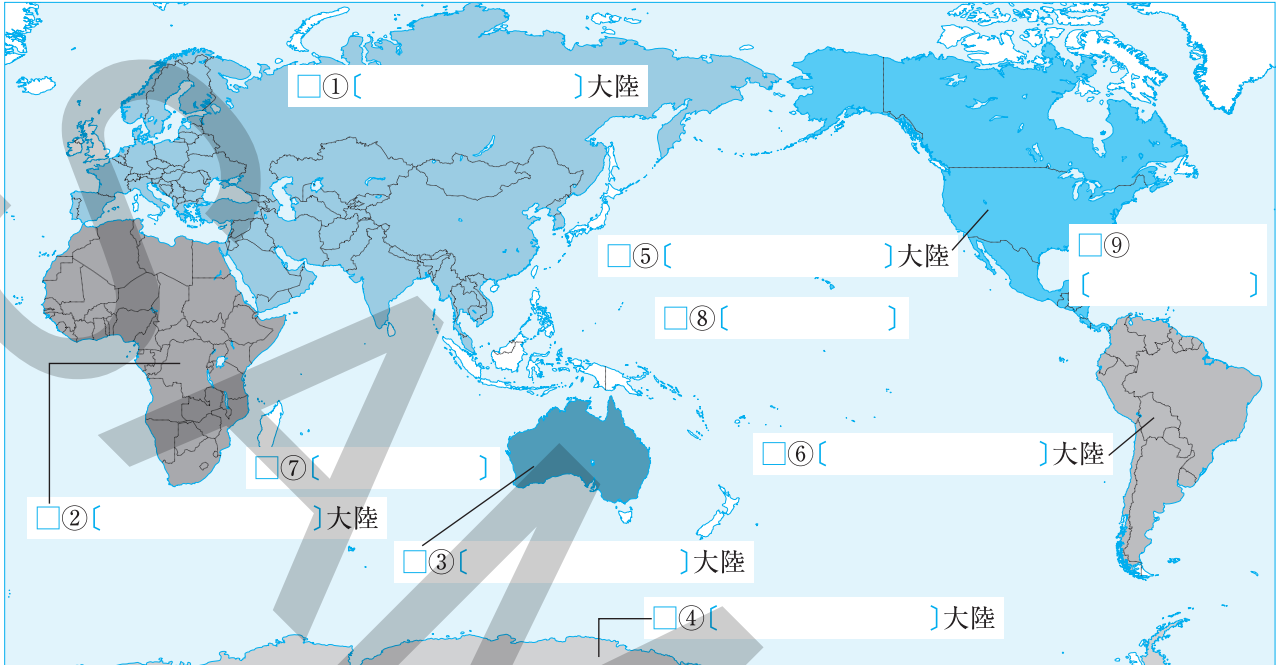 □①〔　　　　　　　〕大陸
□⑤〔　　　　　　　〕大陸
□⑨
〔　　　　　　　〕
□⑧〔　　　　　　　〕
□⑥〔　　　　　　　〕大陸
□⑦〔　　　　　　　〕
□②〔　　　　　　　〕大陸
□③〔　　　　　　　〕大陸
□④〔　　　　　　　〕大陸